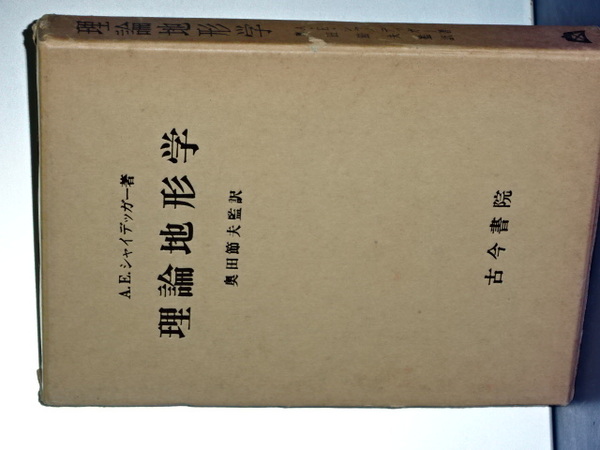 A.E.シャイデッガー著
理論地形学
奥田節夫監訳
古今書院
理論地形学